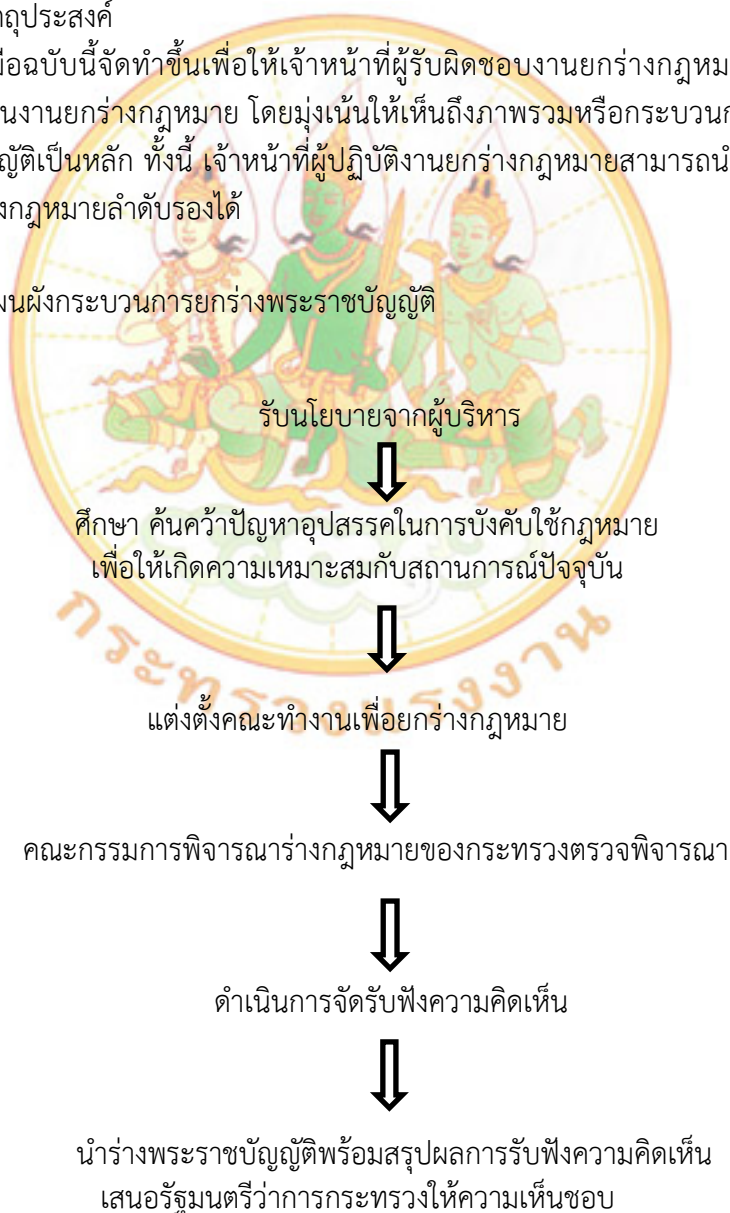 ถุประสงค์
มือฉบับนี้จัดทำขึ้นเพื่อให้เจ้าหน้าที่ผู้รับผิดชอบงานยกร่างกฎหม
นงานยกร่างกฎหมาย โดยมุ่งเน้นให้เห็นถึงภาพรวมหรือกระบวนก
ญัติเป็นหลัก ทั้งนี้ เจ้าหน้าที่ผู้ปฏิบัติงานยกร่างกฎหมายสามารถน
งกฎหมายลำดับรองได้
ผนผังกระบวนการยกร่างพระราชบัญญัติ
รับนโยบายจากผู้บริหาร
ศึกษา ค้นคว้าปัญหาอุปสรรคในการบังคับใช้กฎหมาย
เพื่อให้เกิดความเหมาะสมกับสถานการณ์ปัจจุบัน
กระทรวงแรงงาน
แต่งตั้งคณะทำงานเพื่อยกร่างกฎหมาย
คณะกรรมการพิจารณาร่างกฎหมายของกระทรวงตรวจพิจารณา
ดำเนินการจัดรับฟังความคิดเห็น
นำร่างพระราชบัญญัติพร้อมสรุปผลการรับฟังความคิดเห็น
เสนอรัฐมนตรีว่าการกระทรวงให้ความเห็นชอบ